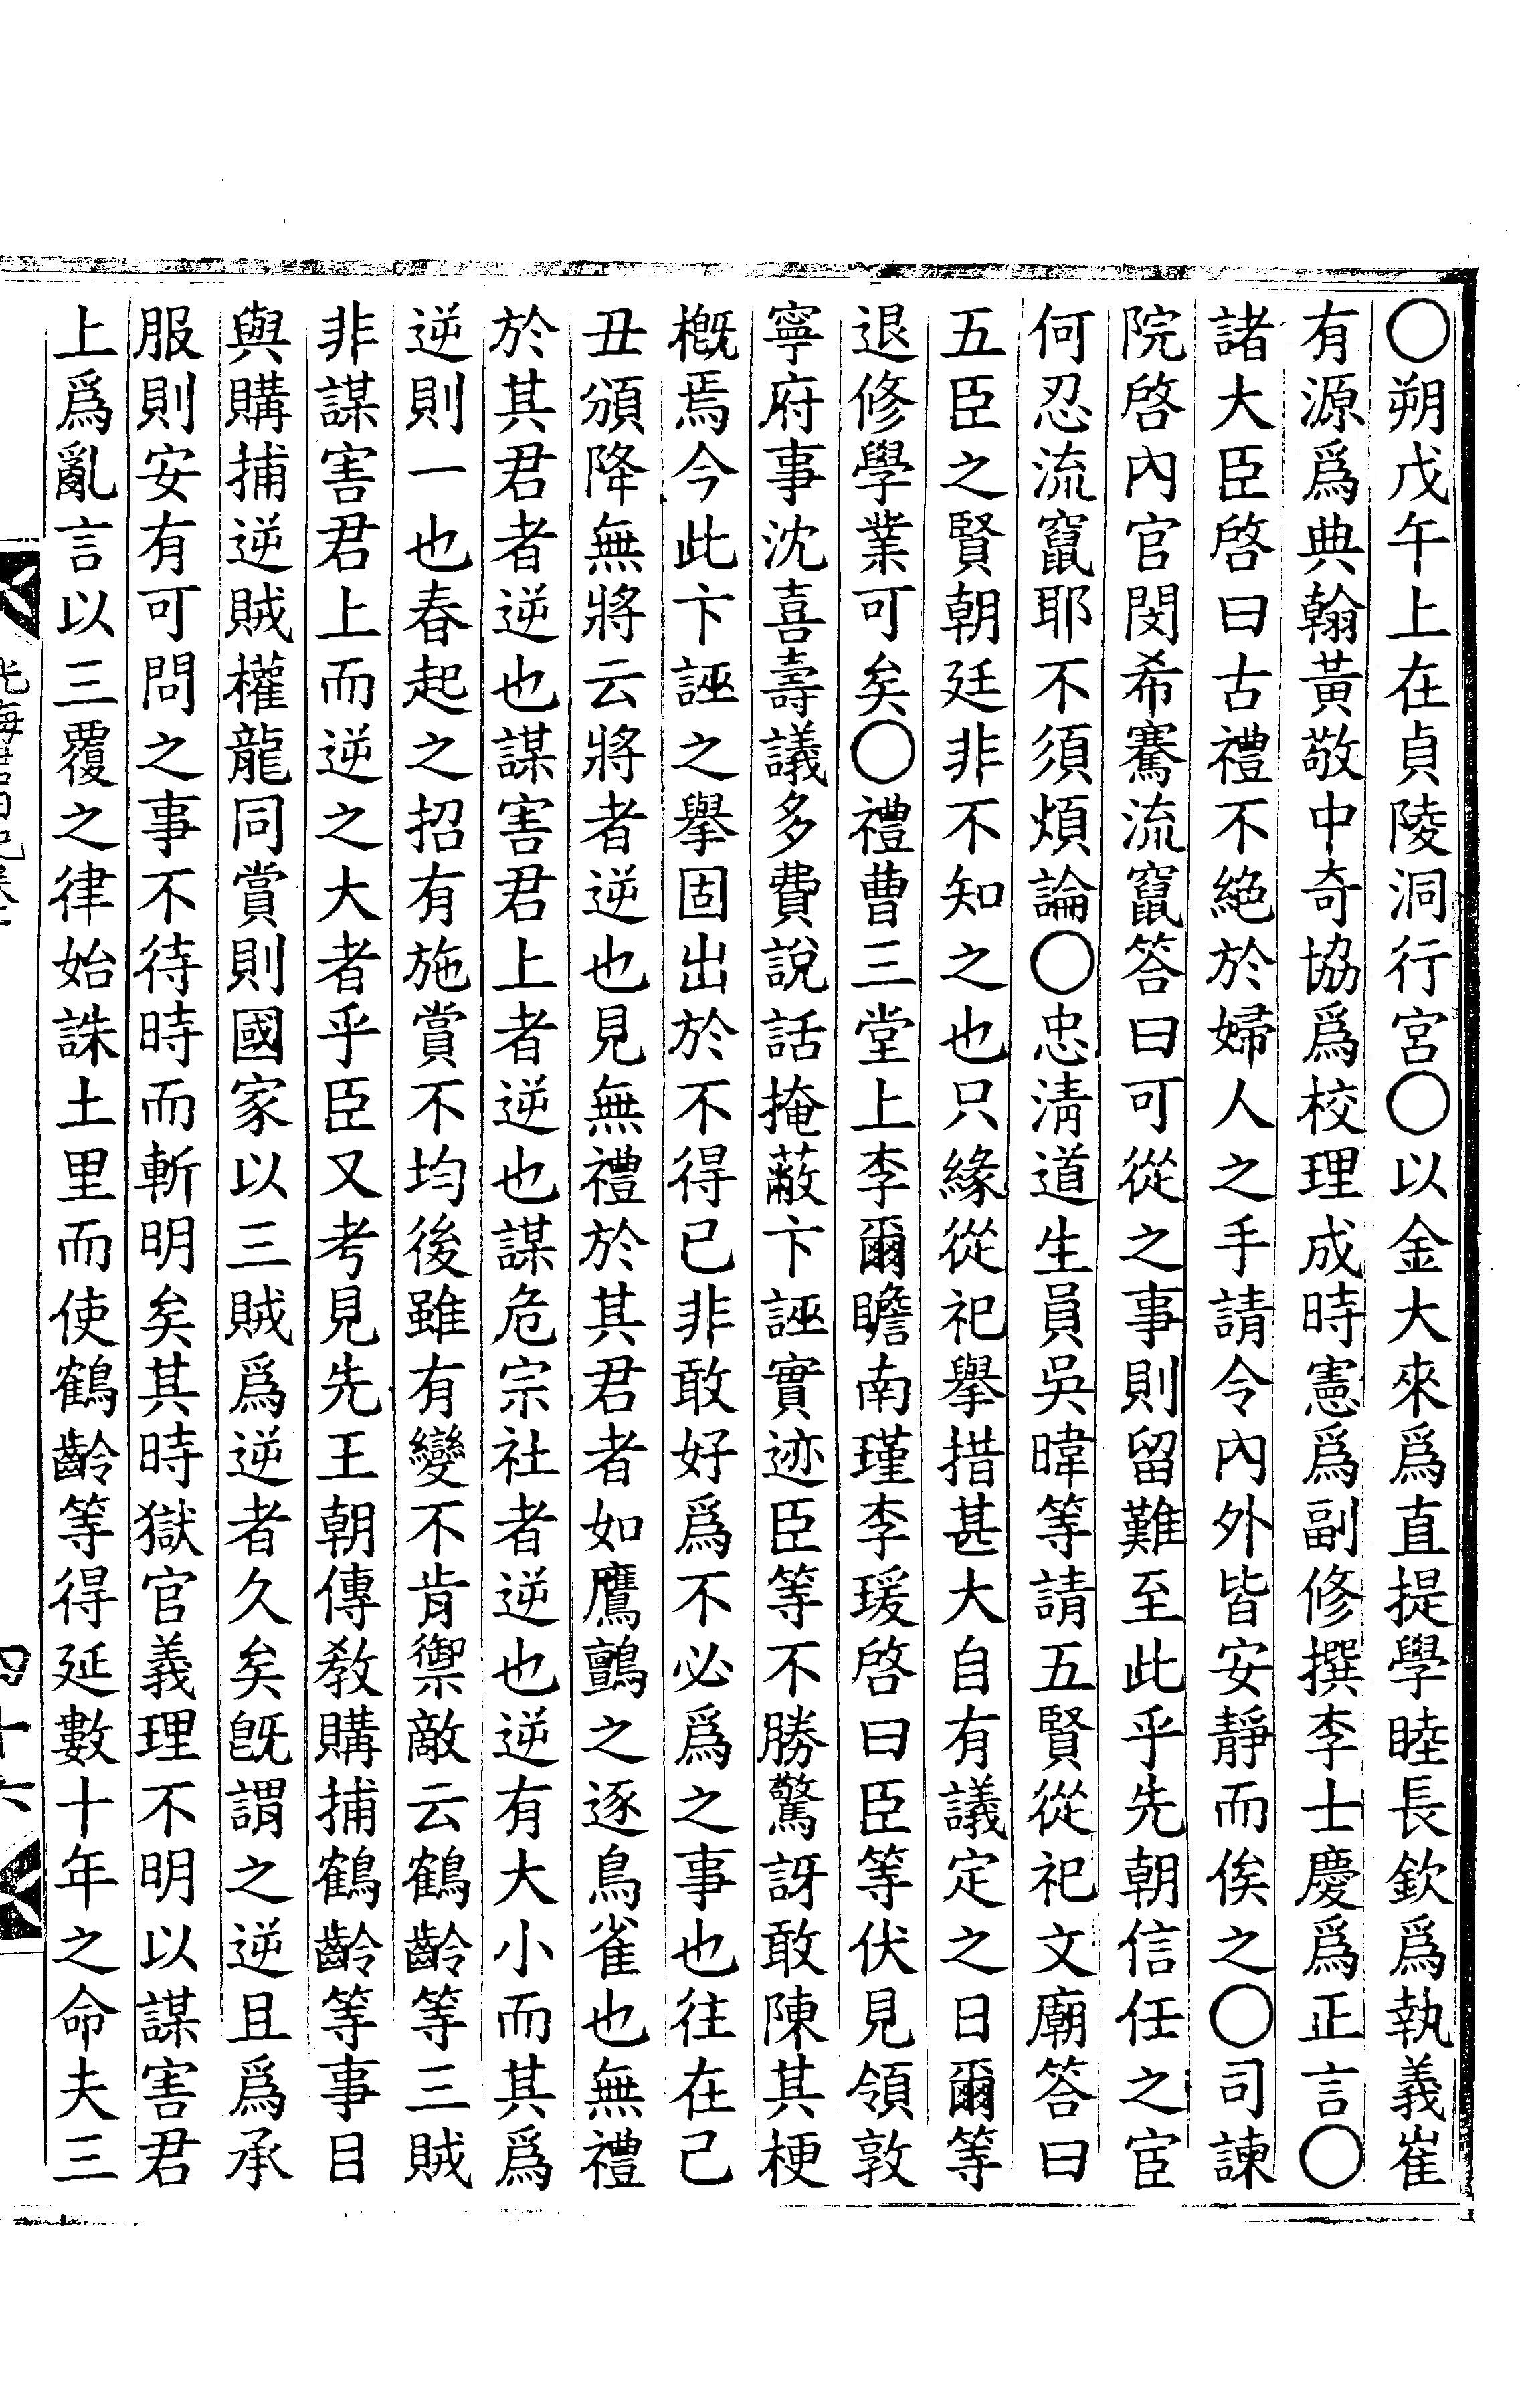 ○朔戊午上在貞陵洞行宮○以金大來爲直提學睦長欽爲執義崔
有源爲典翰黃敬中奇協爲校理成時憲爲副修撰李士慶爲正言○
諸大臣啓曰古禮不絶於婦人之手請令內外皆安靜而俟之○司諫
院啓內官閔希騫流竄答曰可從之事則留難至此乎先朝信任之宦
何忍流竄耶不須煩論○忠淸道生員吳暐等請五賢從祀文廟答曰
五臣之賢朝廷非不知之也只緣從祀擧措甚大自有議定之日爾等
退修學業可矣○禮曹三堂上李爾瞻南瑾李瑗啓曰臣等伏見領敦
寧府事沈喜壽議多費說話掩蔽卞誣實迹臣等不勝驚訝敢陳其梗
槪焉今此卞誣之擧固出於不得已非敢好爲不必爲之事也往在己
丑頒降無將云將者逆也見無禮於其君者如鷹鸇之逐鳥雀也無禮
於其君者逆也謀害君上者逆也謀危宗社者逆也逆有大小而其爲
逆則一也春起之招有施賞不均後雖有變不肯禦敵云鶴齡等三賊
非謀害君上而逆之大者乎臣又考見先王朝傳敎購捕鶴齡等事目
與購捕逆賊權龍同賞則國家以三賊爲逆者久矣旣謂之逆且爲承
服則安有可問之事不待時而斬明矣其時獄官義理不明以謀害君
上爲亂言以三覆之律始誅土里而使鶴齡等得延數十年之命夫三
四十六